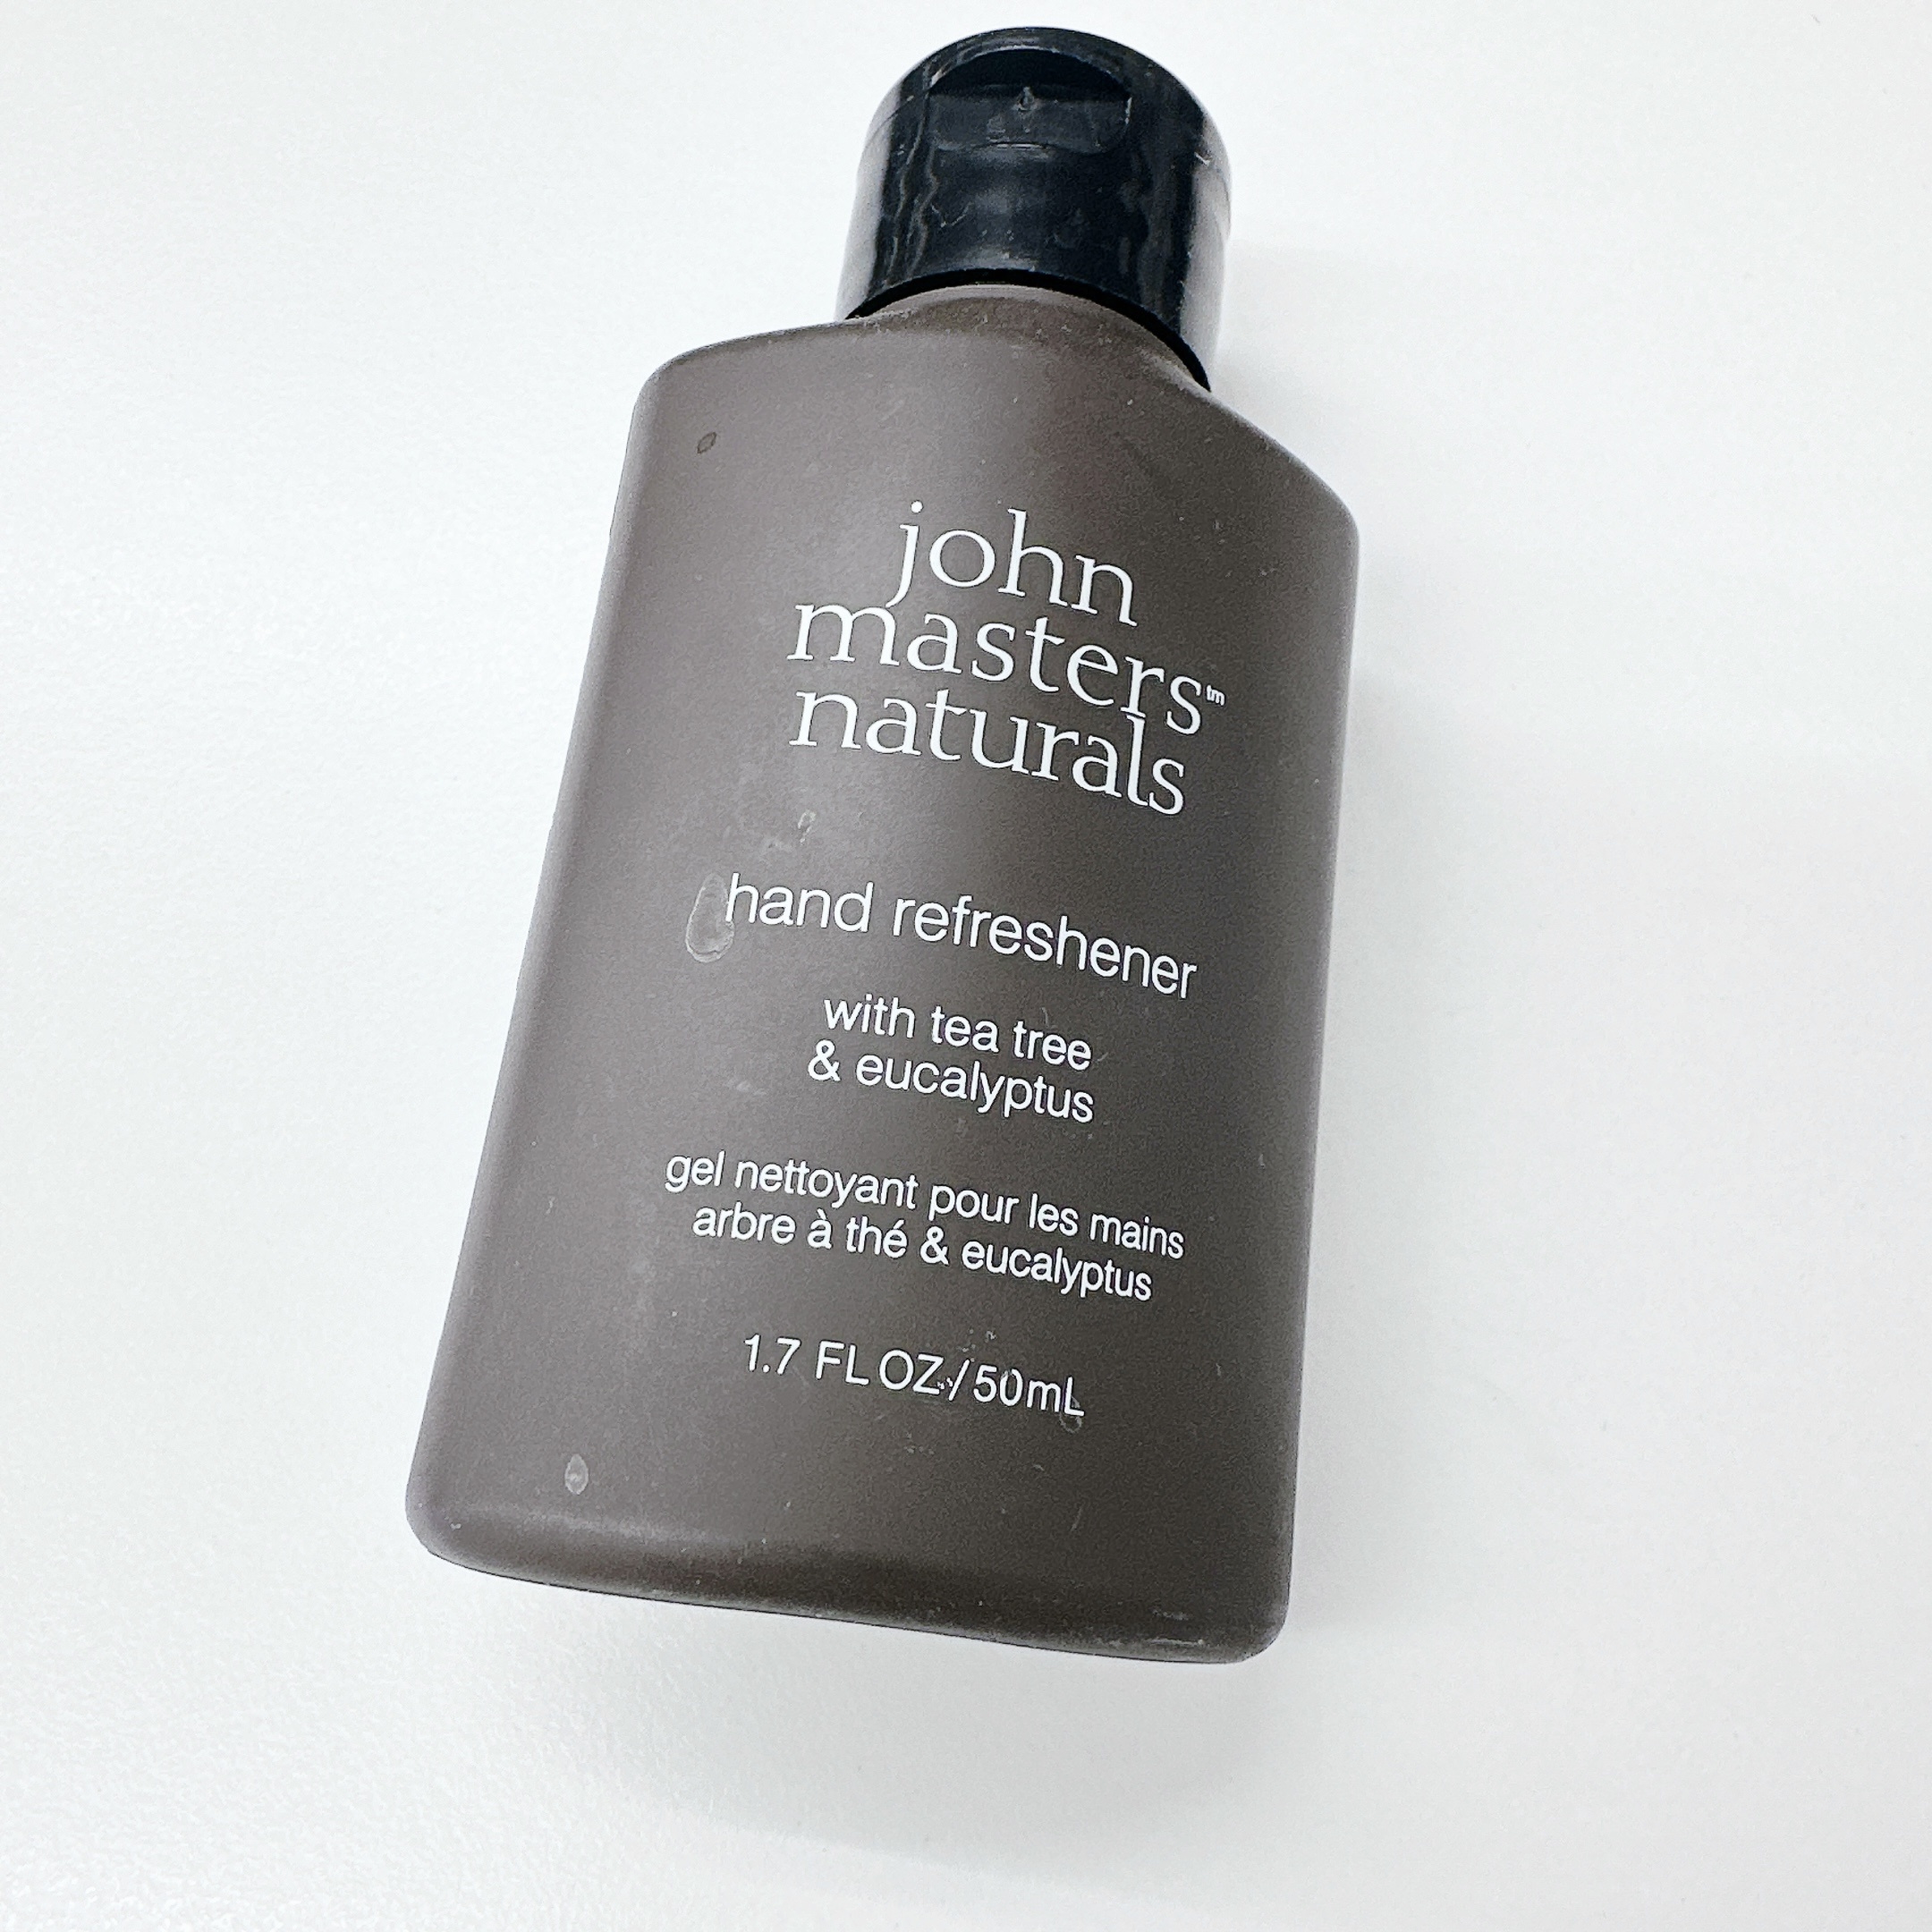 john
masters™
naturals
hand refreshener
with tea tree
& eucalyptus
gel nettoyant pour les mains
arbre à thé & eucalyptus
1.7 FL OZ/50mL